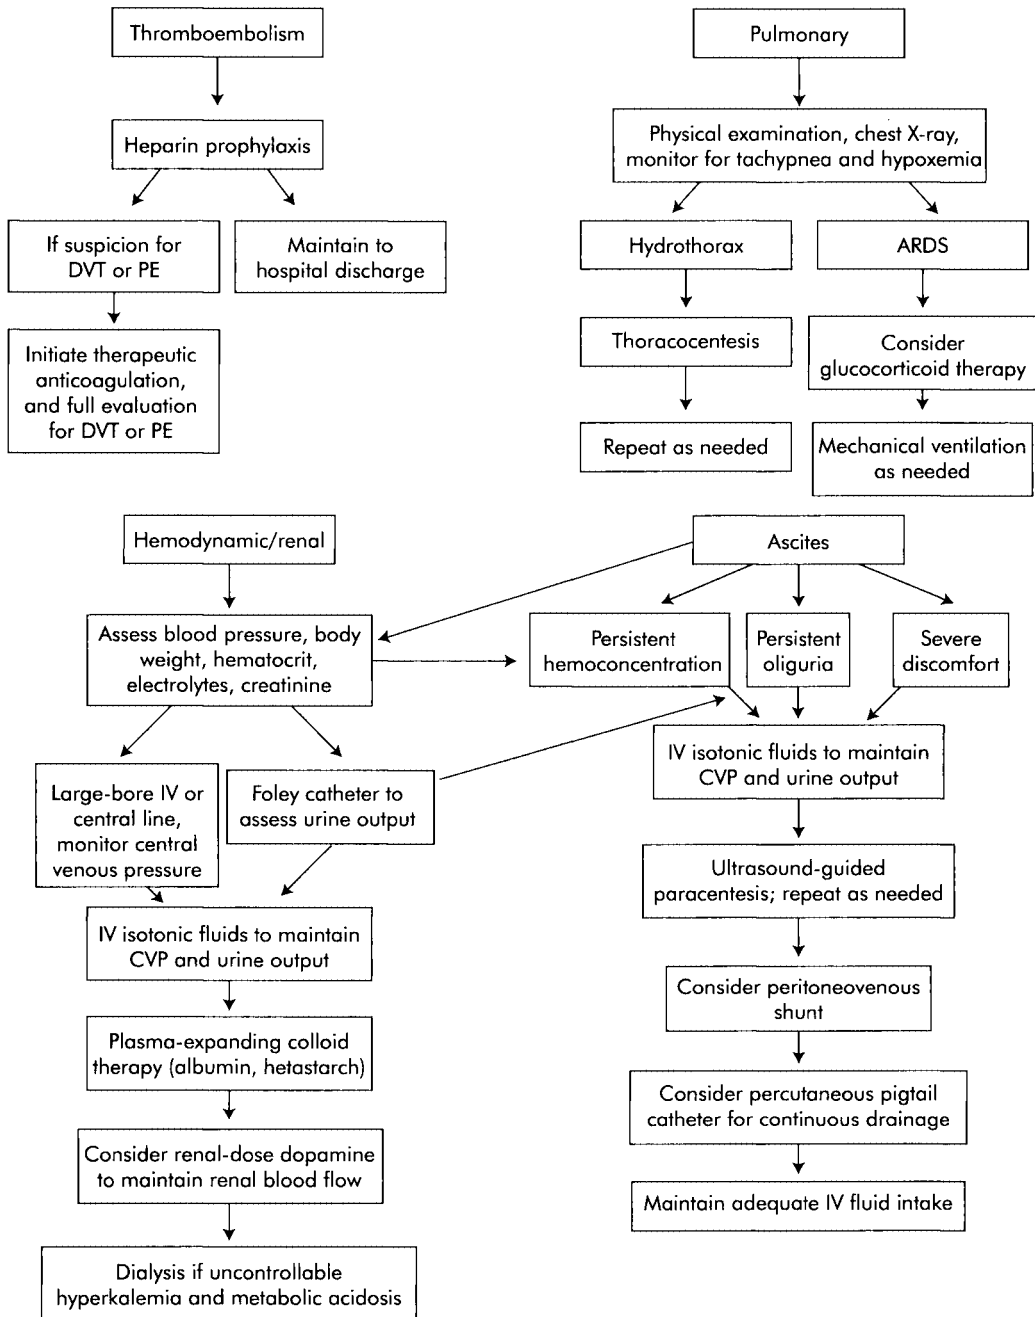 Thromboembolism
Heparin prophylaxis
If suspicion for
DVT or PE
Maintain to
hospital discharge
Initiate therapeutic
anticoagulation,
and full evaluation
for DVT or PE
Pulmonary
Physical examination, chest X-ray,
monitor for tachypnea and hypoxemia
Hydrothorax
ARDS
Thoracocentesis
Consider
glucocorticoid therapy
Repeat as needed
Mechanical ventilation
as needed
Hemodynamic/renal
Assess blood pressure, body
weight, hematocrit,
electrolytes, creatinine
Large-bore IV or
central line,
monitor central
venous pressure
Foley catheter to
assess urine output
IV isotonic fluids to maintain
CVP and urine output
Plasma-expanding colloid
therapy (albumin, hetastarch)
Consider renal-dose dopamine
to maintain renal blood flow
Dialysis if uncontrollable
hyperkalemia and metabolic acidosis
Ascites
Persistent
hemoconcentration
Persistent
oliguria
Severe
discomfort
IV isotonic fluids to maintain
CVP and urine output
Ultrasound-guided
paracentesis; repeat as needed
Consider peritoneovenous
shunt
Consider percutaneous pigtail
catheter for continuous drainage
Maintain adequate IV fluid intake